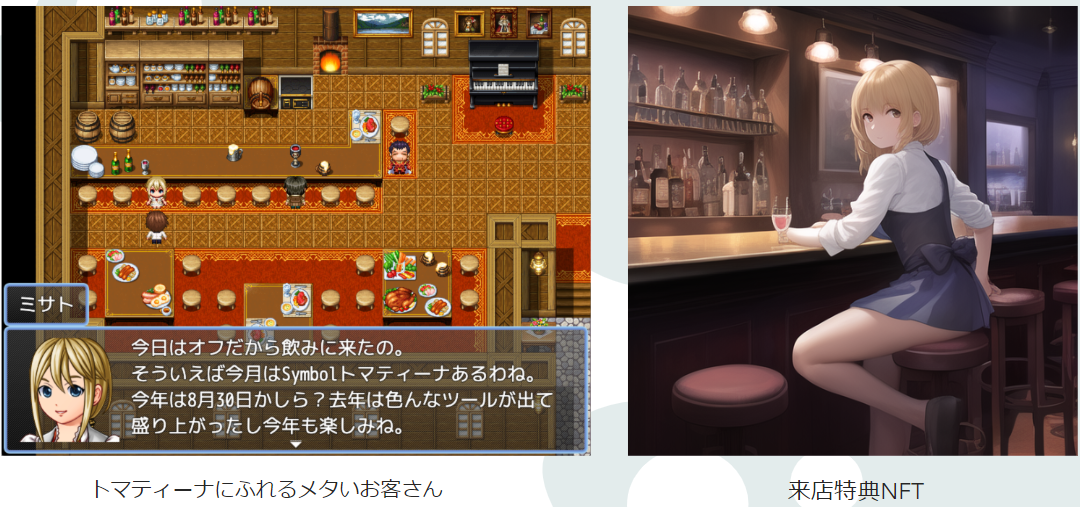 ミサト
今日はオフだから飲みに来たの。
そういえば今月はSymbolトマティーナあるわね。
今年は8月30日かしら？去年は色んなツールが出て
盛り上がったし今年も楽しみね。
トマティーナにふれるメタいお客さん
来店特典NFT